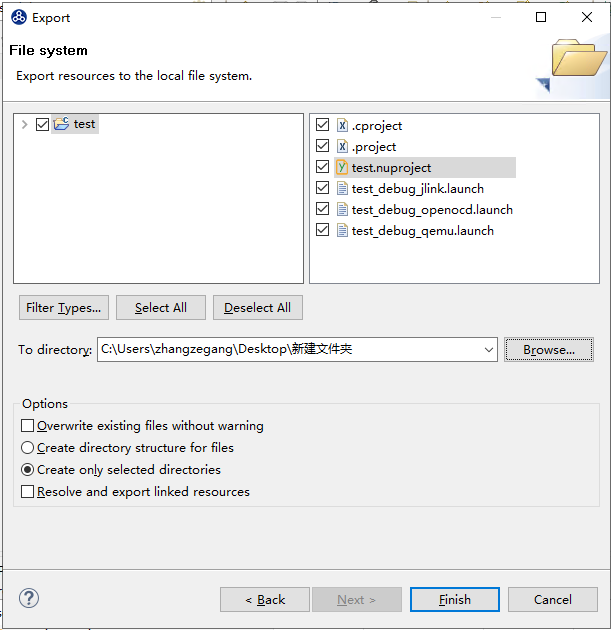 Export
File system
Export resources to the local file system.
test
.cproject
.project
test.nuproject
test_debug_jlink.launch
test_debug_openocd.launch
test_debug_qemu.launch
Filter Types...
Select All
Deselect All
To directory:
C:\Users\zhangzegang\Desktop\新建文件夹
Browse...
Options
Overwrite existing files without warning
Create directory structure for files
Create only selected directories
Resolve and export linked resources
?
< Back
Next >
Finish
Cancel